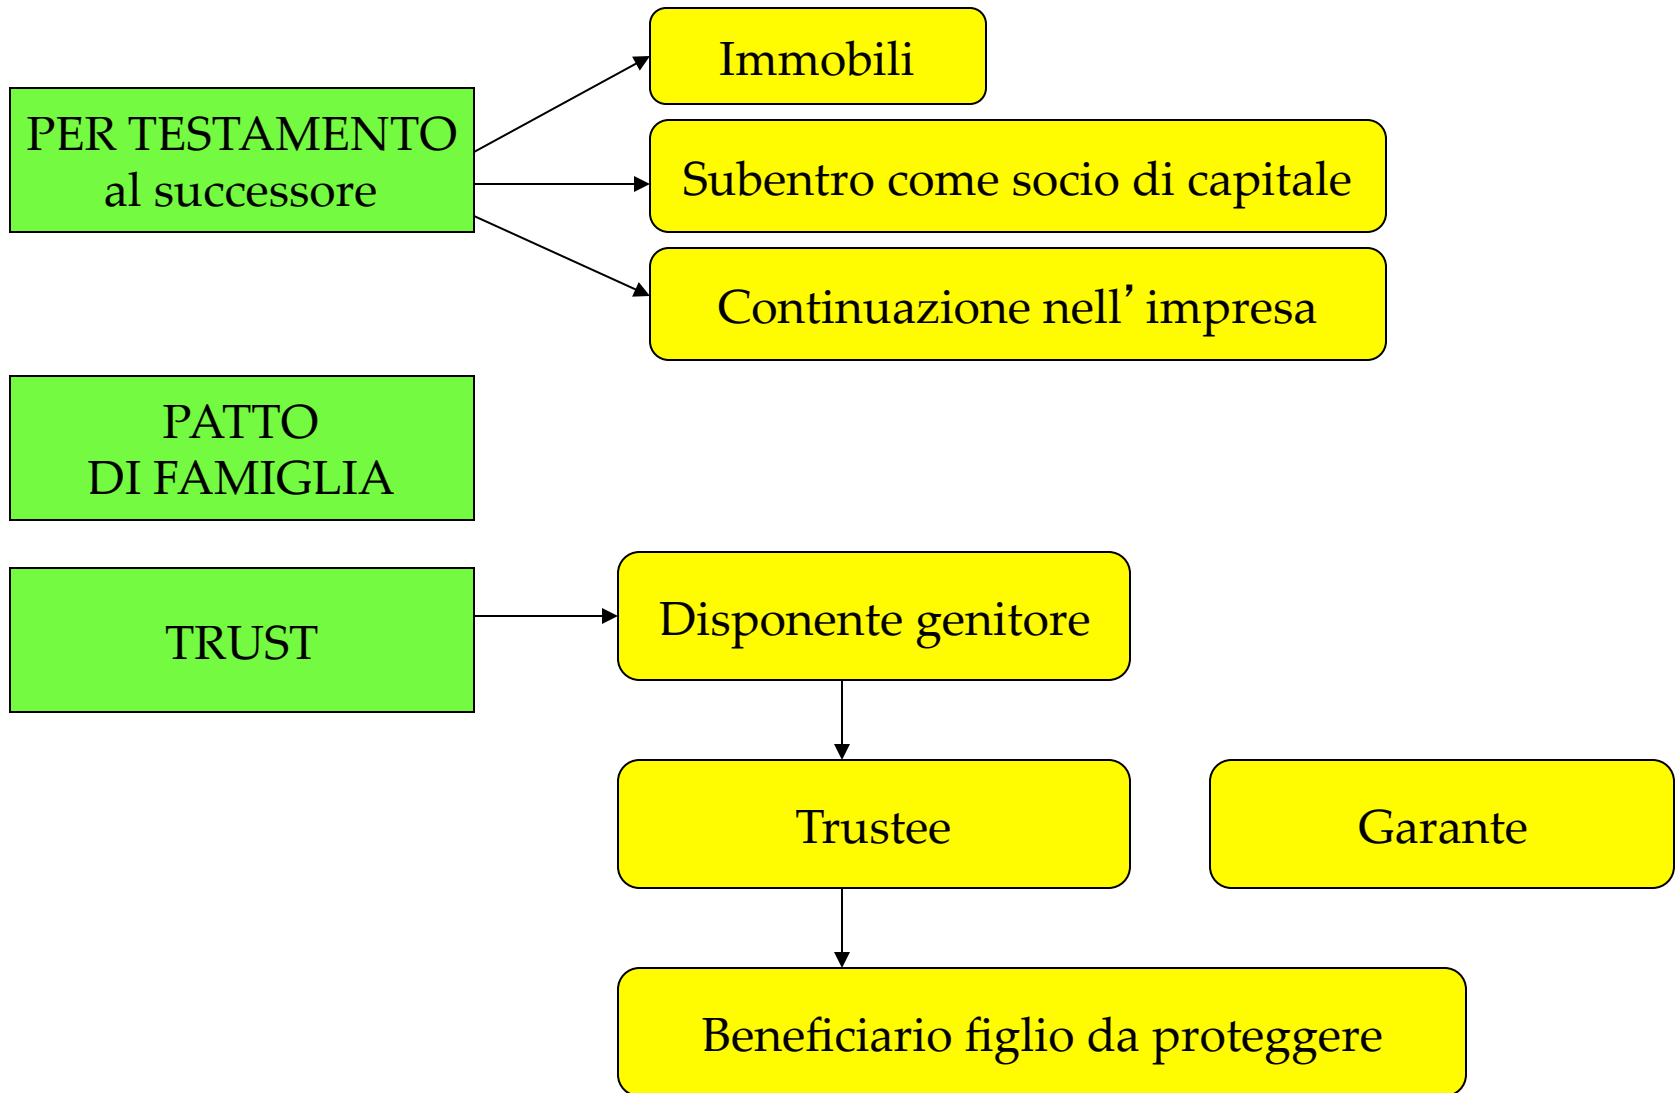 Immobili
PER TESTAMENTO
al successore
Subentro come socio di capitale
Continuazione nell’ impresa
PATTO
DI FAMIGLIA
TRUST
Disponente genitore
Trustee
Garante
Beneficiario figlio da proteggere